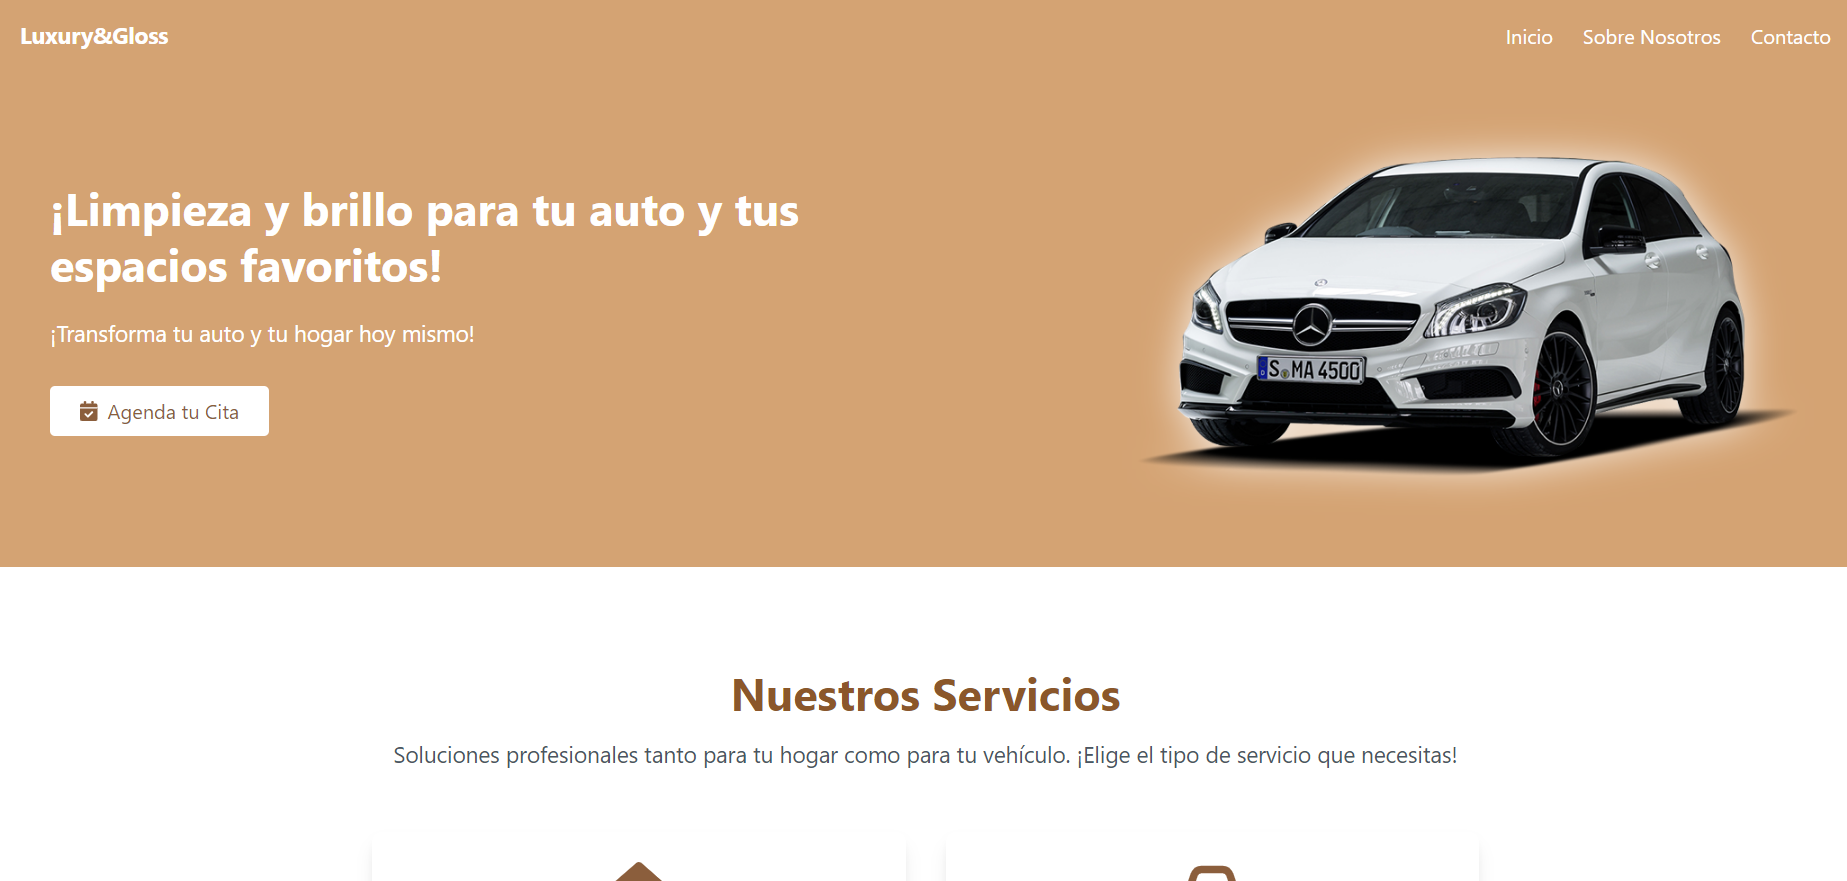 Luxury&Gloss
Inicio
Sobre Nosotros
Contacto
¡Limpieza y brillo para tu auto y tus
espacios favoritos!
¡Transforma tu auto y tu hogar hoy mismo!
Agenda tu Cita
S MA 4500
Nuestros Servicios
Soluciones profesionales tanto para tu hogar como para tu vehículo. ¡Elige el tipo de servicio que necesitas!